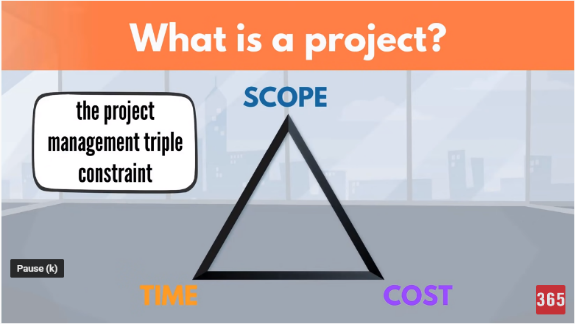 What is a project?
SCOPE
the project
management triple
constraint
Pause (k)
TIME
COST
365